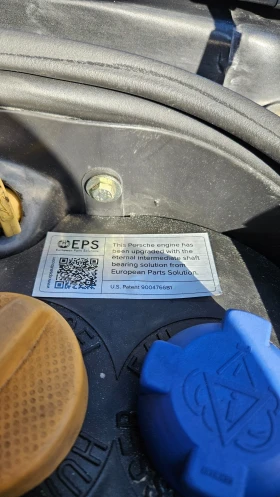 EPS
This Porsche engine has
been upgraded with the
eternal intermediate shaft
bearing solution from
European Parts Solution.
U.S. Patent 900476681